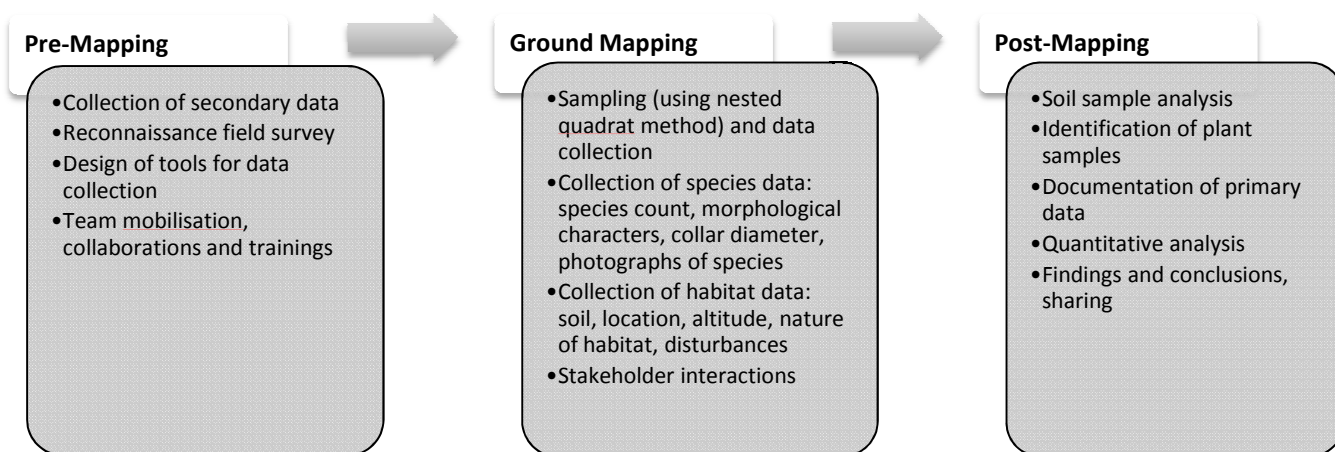 Pre-Mapping
•Collection of secondary data
•Reconnaissance field survey
•Design of tools for data
collection
•Team mobilisation,
collaborations and trainings
Ground Mapping
•Sampling (using nested
quadrat method) and data
collection
•Collection of species data:
species count, morphological
characters, collar diameter,
photographs of species
•Collection of habitat data:
soil, location, altitude, nature
of habitat, disturbances
•Stakeholder interactions
Post-Mapping
•Soil sample analysis
•Identification of plant
samples
•Documentation of primary
data
•Quantitative analysis
•Findings and conclusions,
sharing